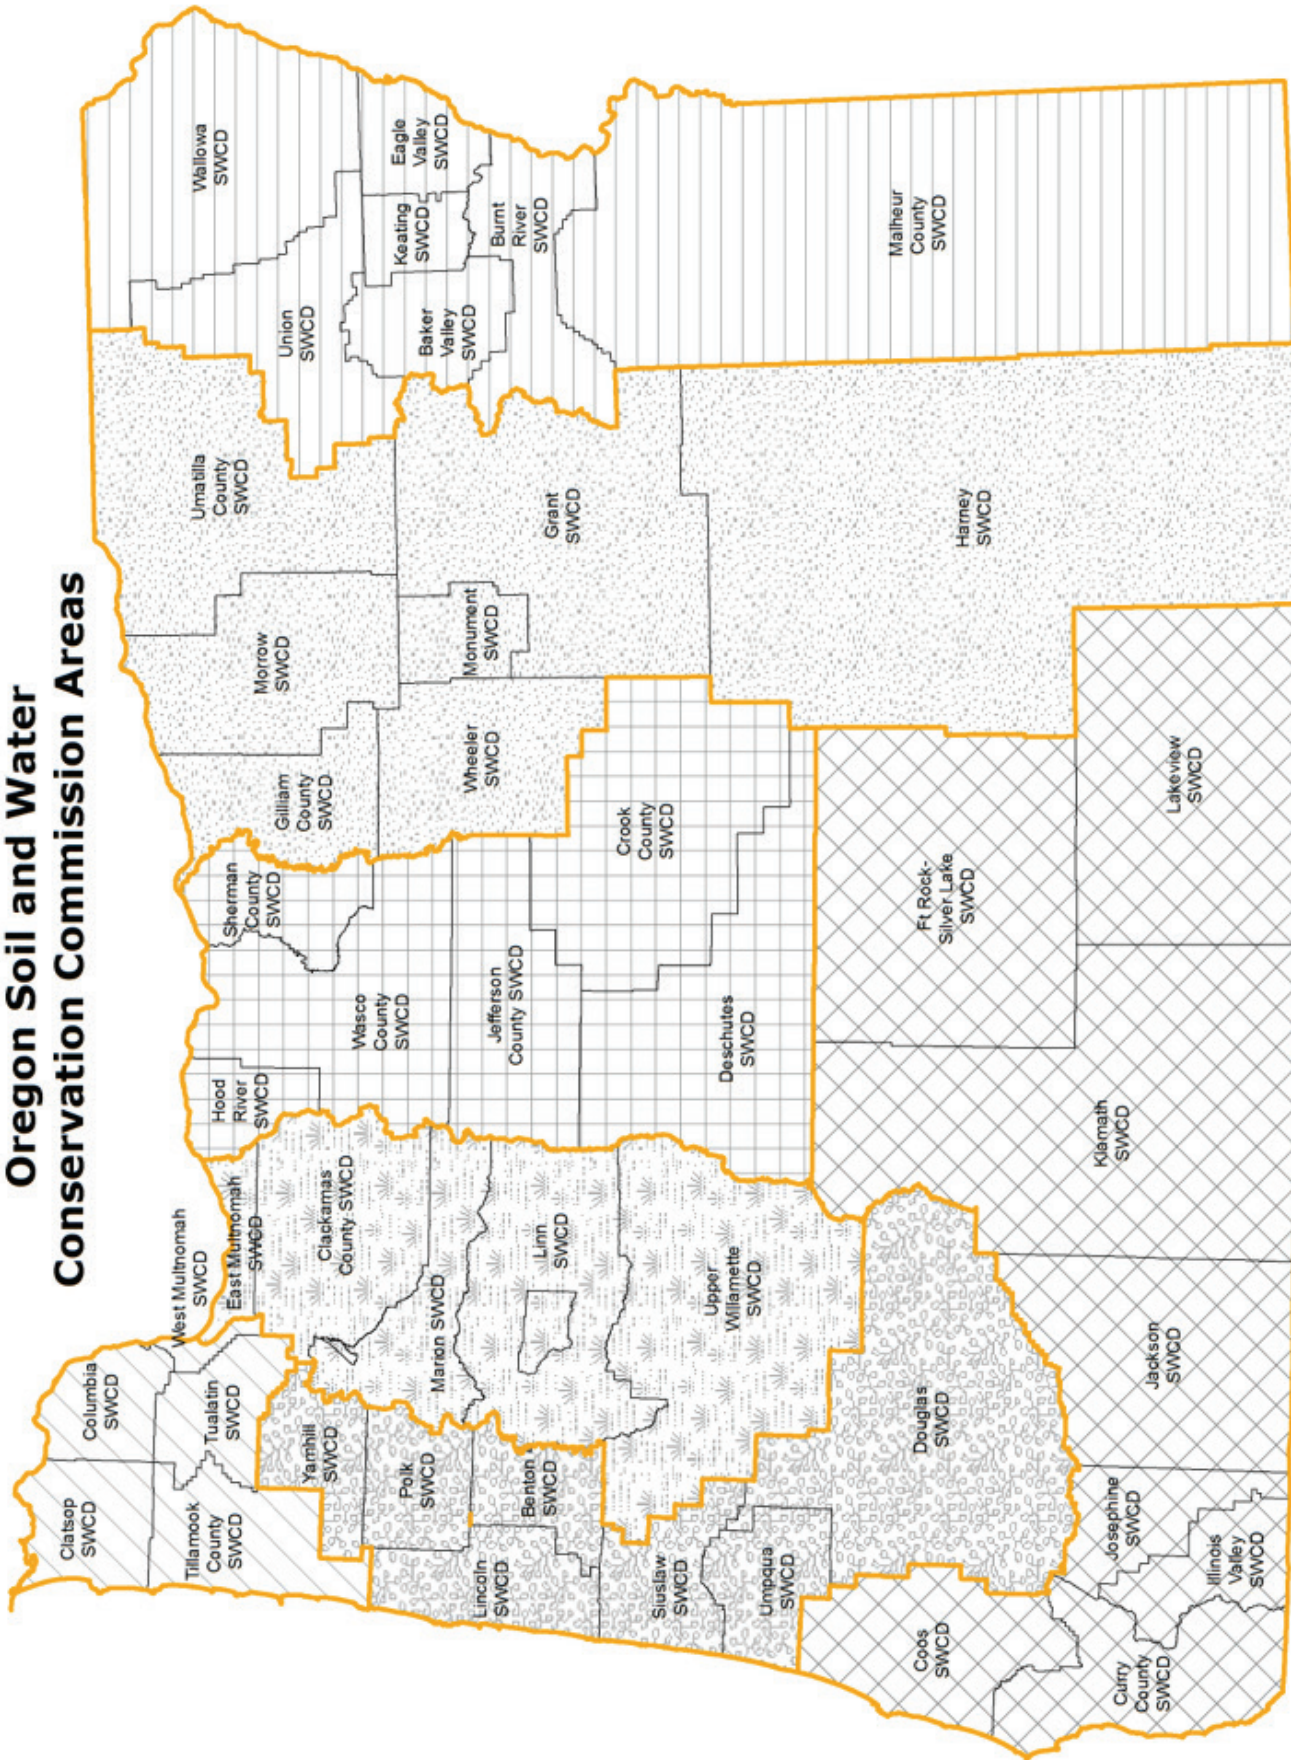 Oregon Soil and Water
Conservation Commission Areas
Clatsop
SWCD
Columbia
SWCD
Tillamook
County
SWCD
Tualatin
SWCD
West Multnomah
SWCD
East Multnomah
SWCD
Hood
River
SWCD
Sherman
County
SWCD
Gilliam
County
SWCD
Morrow
SWCD
Umatilla
County
SWCD
Wallowa
SWCD
Union
SWCD
Yamhill
SWCD
Clackamas
County SWCD
Wasco
County
SWCD
Polk
SWCD
Marion SWCD
Wheeler
SWCD
Monument
SWCD
Baker
Valley
SWCD
Keating
SWCD
Eagle
Valley
SWCD
Lincoln
SWCD
Benton
SWCD
Linn
SWCD
Jefferson
County SWCD
Grant
SWCD
Burnt
River
SWCD
Siuslaw
SWCD
Upper
Willamette
SWCD
Crook
County
SWCD
Deschutes
SWCD
Umpqua
SWCD
Coos
SWCD
Douglas
SWCD
Ft Rock-
Silver Lake
SWCD
Harney
SWCD
Malheur
County
SWCD
Curry
County
SWCD
Josephine
SWCD
Illinois
Valley
SWCD
Jackson
SWCD
Klamath
SWCD
Lakeview
SWCD